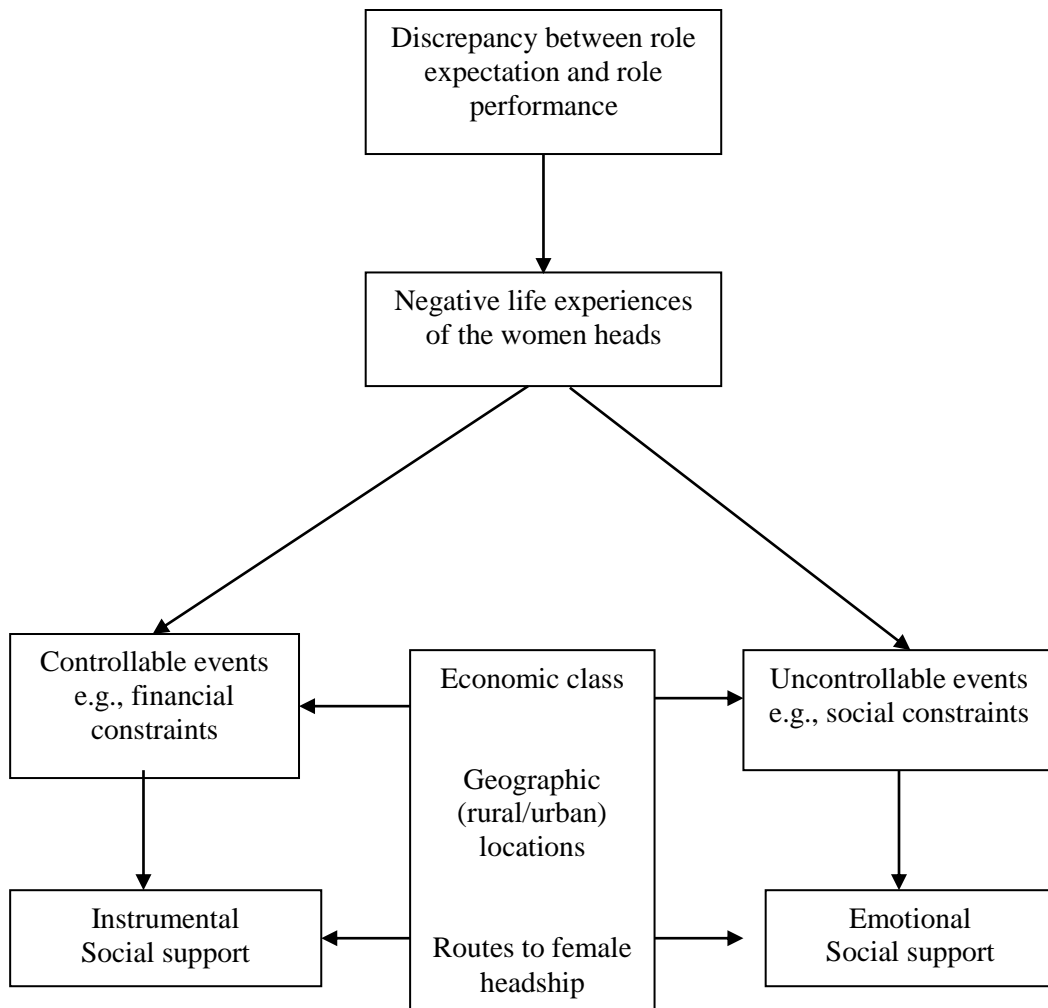 Discrepancy between role
expectation and role
performance
Negative life experiences
of the women heads
Controllable events
e.g., financial
constraints
Economic class
Geographic
(rural/urban)
locations
Routes to female
headship
Uncontrollable events
e.g., social constraints
Instrumental
Social support
Emotional
Social support